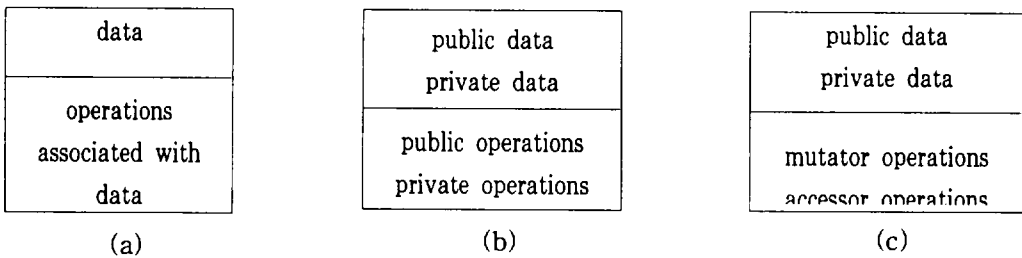 data
operations
associated with
data
(a)
public data
private data
public operations
private operations
(b)
public data
private data
mutator operations
accessor operations
(c)